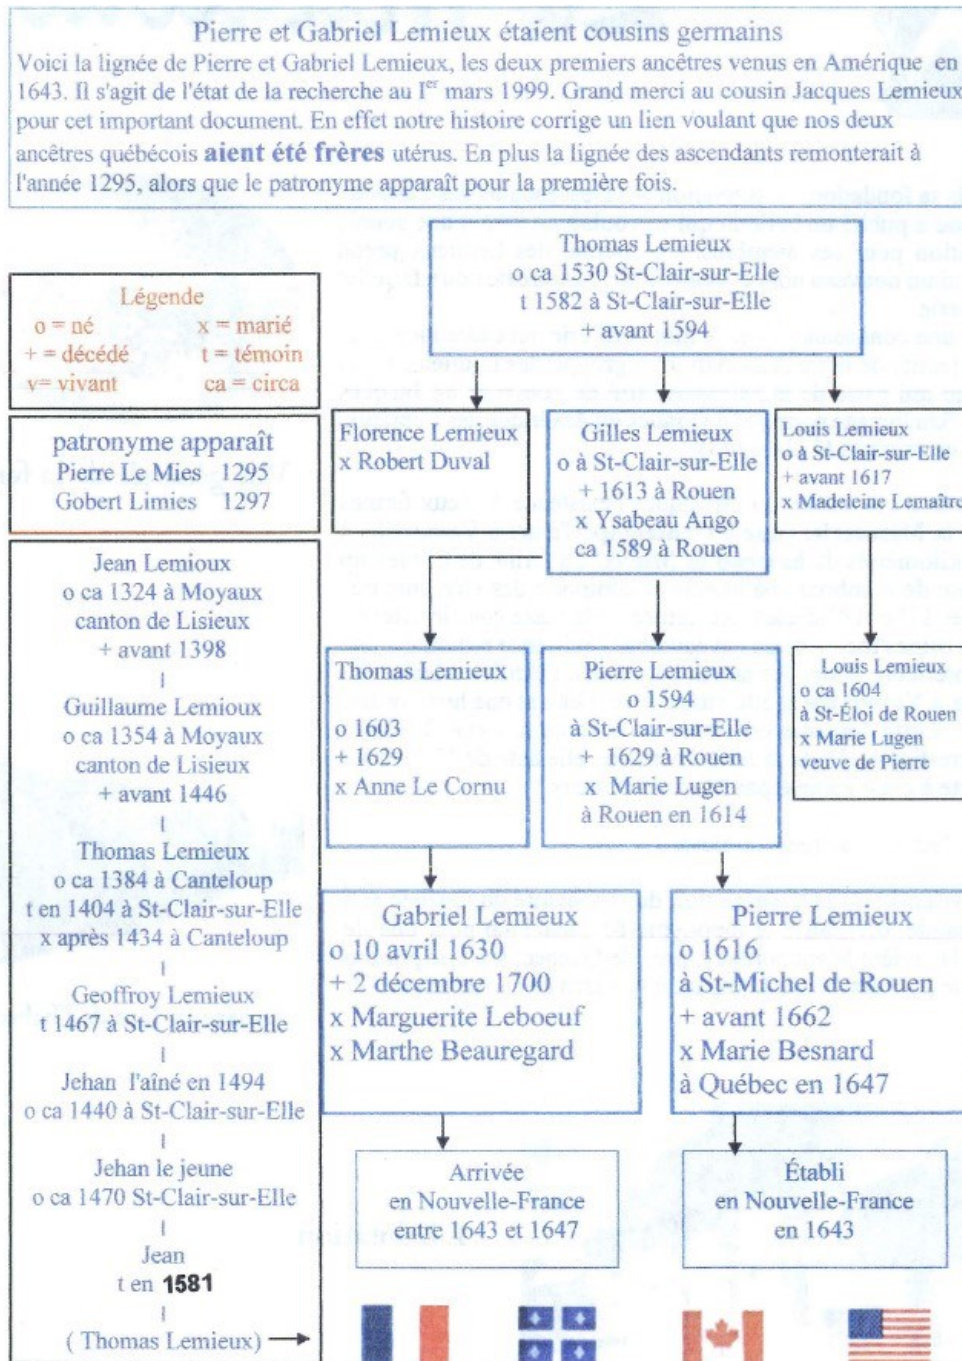 Pierre et Gabriel Lemieux étaient cousins germains
Voici la lignée de Pierre et Gabriel Lemieux, les deux premiers ancêtres venus en Amérique en
1643. Il s'agit de l'état de la recherche au Ier mars 1999. Grand merci au cousin Jacques Lemieux
pour cet important document. En effet notre histoire corrige un lien voulant que nos deux
ancêtres québécois aient été frères utérus. En plus la lignée des ascendants remonterait à
l'année 1295, alors que le patronyme apparaît pour la première fois.
Thomas Lemieux
o ca 1530 St-Clair-sur-Elle
t 1582 à St-Clair-sur-Elle
+ avant 1594
Légende
o = né x = marié
+ = décédé t = témoin
v= vivant ca = circa
patronyme apparaît
Pierre Le Mies 1295
Gobert Limies 1297
Florence Lemieux
x Robert Duval
Gilles Lemieux
o à St-Clair-sur-Elle
+ 1613 à Rouen
x Ysabeau Ango
ca 1589 à Rouen
Louis Lemieux
o à St-Clair-sur-Elle
+ avant 1617
x Madeleine Lemaître
Jean Lemioux
o ca 1324 à Moyaux
canton de Lisieux
+ avant 1398
Guillaume Lemioux
o ca 1354 à Moyaux
canton de Lisieux
+ avant 1446
Thomas Lemieux
o ca 1384 à Canteloup
t en 1404 à St-Clair-sur-Elle
x après 1434 à Canteloup
Geoffroy Lemieux
t 1467 à St-Clair-sur-Elle
Jehan l'aîné en 1494
o ca 1440 à St-Clair-sur-Elle
Jehan le jeune
o ca 1470 St-Clair-sur-Elle
Jean
t en 1581
( Thomas Lemieux)
Thomas Lemieux
o 1603
+ 1629
x Anne Le Cornu
Pierre Lemieux
o 1594
à St-Clair-sur-Elle
+ 1629 à Rouen
x Marie Lugen
à Rouen en 1614
Louis Lemieux
o ca 1604
à St-Éloi de Rouen
x Marie Lugen
veuve de Pierre
Gabriel Lemieux
o 10 avril 1630
+ 2 décembre 1700
x Marguerite Leboeuf
x Marthe Beauregard
Pierre Lemieux
o 1616
à St-Michel de Rouen
+ avant 1662
x Marie Besnard
à Québec en 1647
Arrivée
en Nouvelle-France
entre 1643 et 1647
Établi
en Nouvelle-France
en 1643